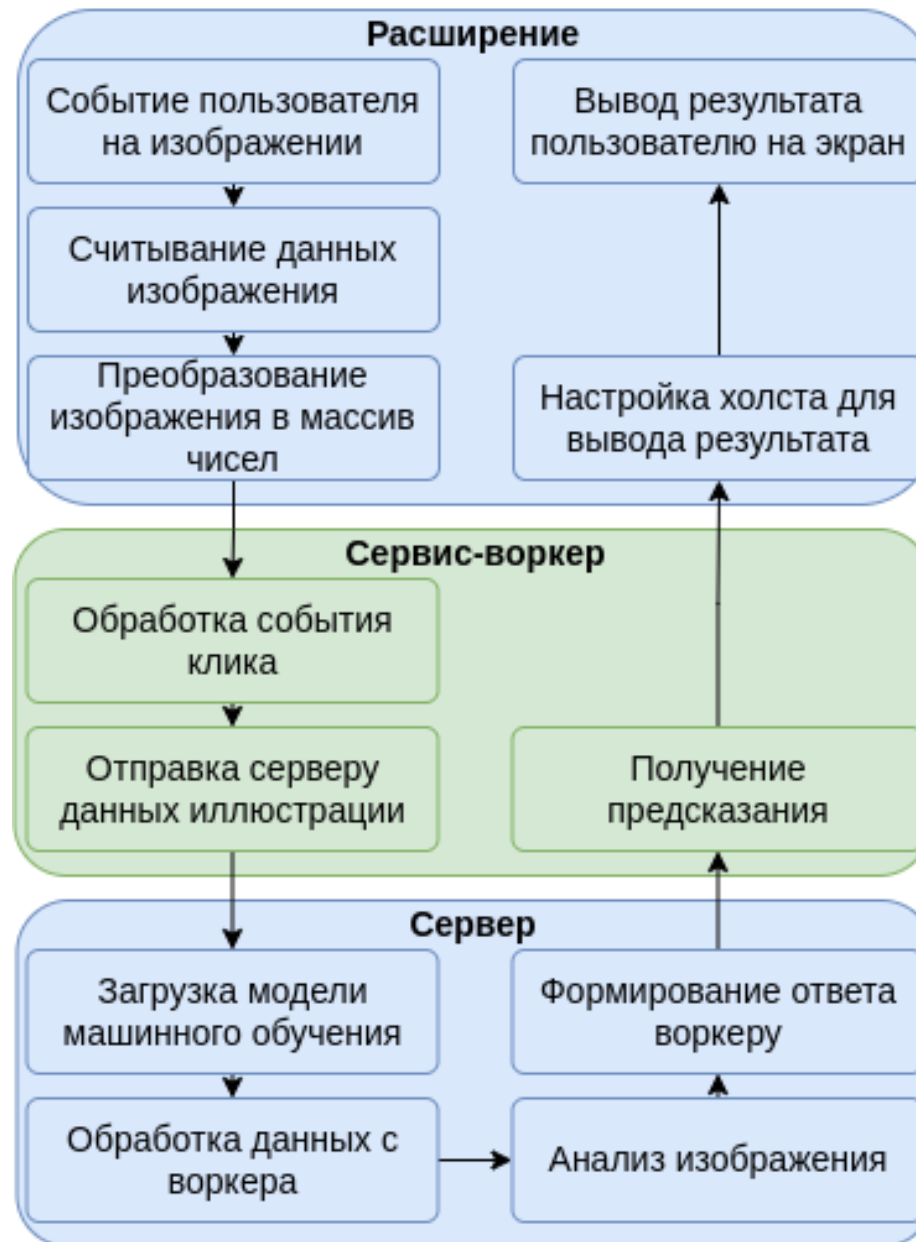 Расширение
Событие пользователя
на изображении
Считывание данных
изображения
Преобразование
изображения в массив
чисел
Вывод результата
пользователю на экран
Настройка холста для
вывода результата
Сервис-воркер
Обработка события
клика
Отправка серверу
данных иллюстрации
Получение
предсказания
Сервер
Загрузка модели
машинного обучения
Обработка данных с
воркера
Формирование ответа
воркеру
Анализ изображения